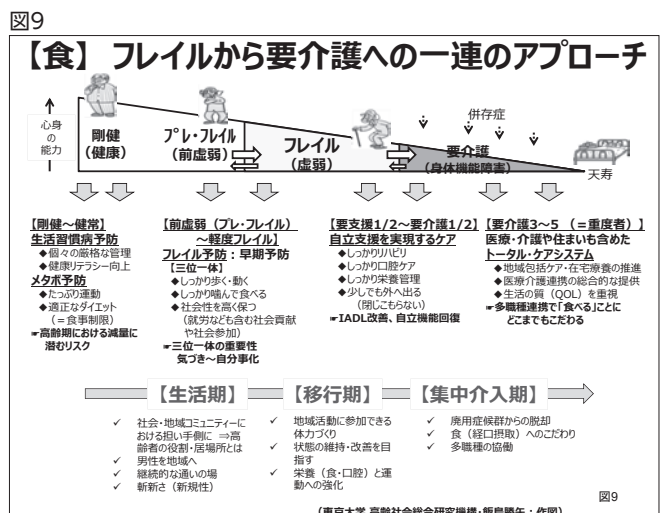 図9
【食】 フレイルから要介護への一連のアプローチ
心身
の
能力
剛健
(健康)
プレ・フレイル
(前虚弱)
フレイル
(虚弱)
併存症
要介護
(身体機能障害)
天寿
【剛健~健常】
生活習慣病予防
◆個々の厳格な管理
◆健康リテラシー向上
メタボ予防
◆たっぷり運動
◆適正なダイエット
(=食事制限)
☞高齢期における減量に
潜むリスク
【前虚弱(プレ・フレイル)
~軽度フレイル】
フレイル予防:早期予防
【三位一体】
◆しっかり歩く・動く
◆しっかり噛んで食べる
◆社会性を高く保つ
(就労なども含む社会貢献
や社会参加)
☞三位一体の重要性
気づき~自分事化
【要支援1/2~要介護1/2】
自立支援を実現するケア
◆しっかりリハビリ
◆しっかり口腔ケア
◆しっかり栄養管理
◆少しでも外へ出る
(閉じこもらない)
☞IADL改善、自立機能回復
【要介護3~5 (=重度者)】
医療・介護や住まいも含めた
トータル・ケアシステム
◆地域包括ケア・在宅療養の推進
◆医療介護連携の総合的な提供
◆生活の質(QOL)を重視
☞多職種連携で「食べる」ことに
どこまでもこだわる
【生活期】
【移行期】
【集中介入期】
✓ 社会・地域コミュニティーに
おける担い手側に ⇒高
齢者の役割・居場所とは
✓ 男性を地域へ
✓ 継続的な通いの場
✓ 斬新さ(新規性)
✓ 地域活動に参加できる
体力づくり
✓ 状態の維持・改善を目
指す
✓ 栄養(食・口腔)と運
動への強化
✓ 廃用症候群からの脱却
✓ 食(経口摂取)へのこだわり
✓ 多職種の協働
図9
(東京大学 高齢社会総合研究機構・飯島勝矢:作図)